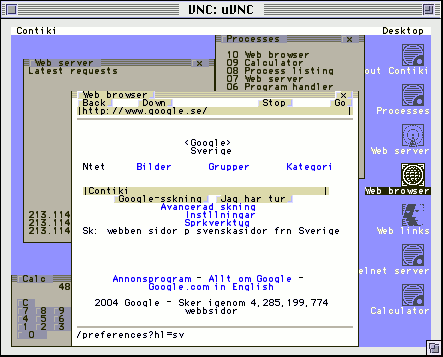 VNC: uVNC
Contiki
Desktop
Processes
x
10 Web browser
09 Calculator
08 Process listing
07 Web server
06 Program handler
Web server
x
Latest requests
213.114
213.114
213.114
213.114
Web browser
x
Back
Down
Stop
Go
http://www.google.se/
<Google>
Sverige
Ntet
Bilder
Grupper
Kategori
Contiki
Google-sskning
Jag har tur
Avancerad skning
Instllningar
Sprkverktyg
Sk: webben sidor p svenskasidor frn Sverige
Annonsprogram - Allt om Google -
Google.com in English
2004 Google - Sker igenom 4,285,199,774
webbsidor
/preferences?hl=sv
out Contiki
Processes
Web server
Web browser
Web links
elnet server
Calculator
Calc
48
C
7 8 9
4 5 6
1 2 3
0